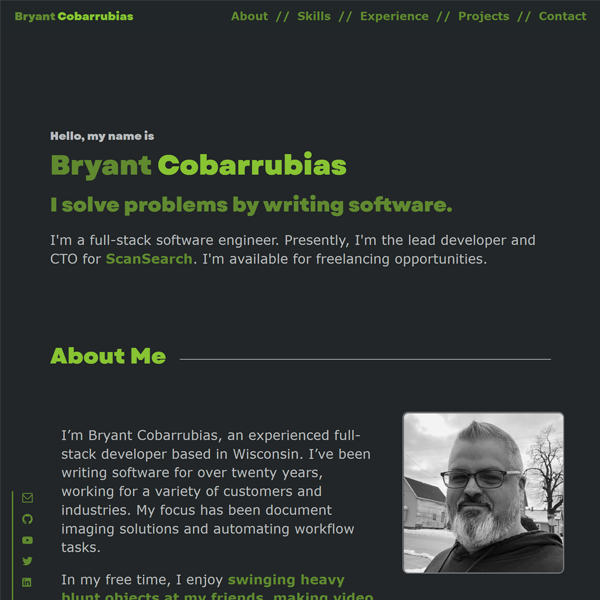 Bryant Cobarrubias
About // Skills // Experience // Projects // Contact
Hello, my name is
Bryant Cobarrubias
I solve problems by writing software.
I'm a full-stack software engineer. Presently, I'm the lead developer and
CTO for ScanSearch. I'm available for freelancing opportunities.
About Me
I’m Bryant Cobarrubias, an experienced full-
stack developer based in Wisconsin. I’ve been
writing software for over twenty years,
working for a variety of customers and
industries. My focus has been document
imaging solutions and automating workflow
tasks.
In my free time, I enjoy swinging heavy
blunt objects at my friends, making video